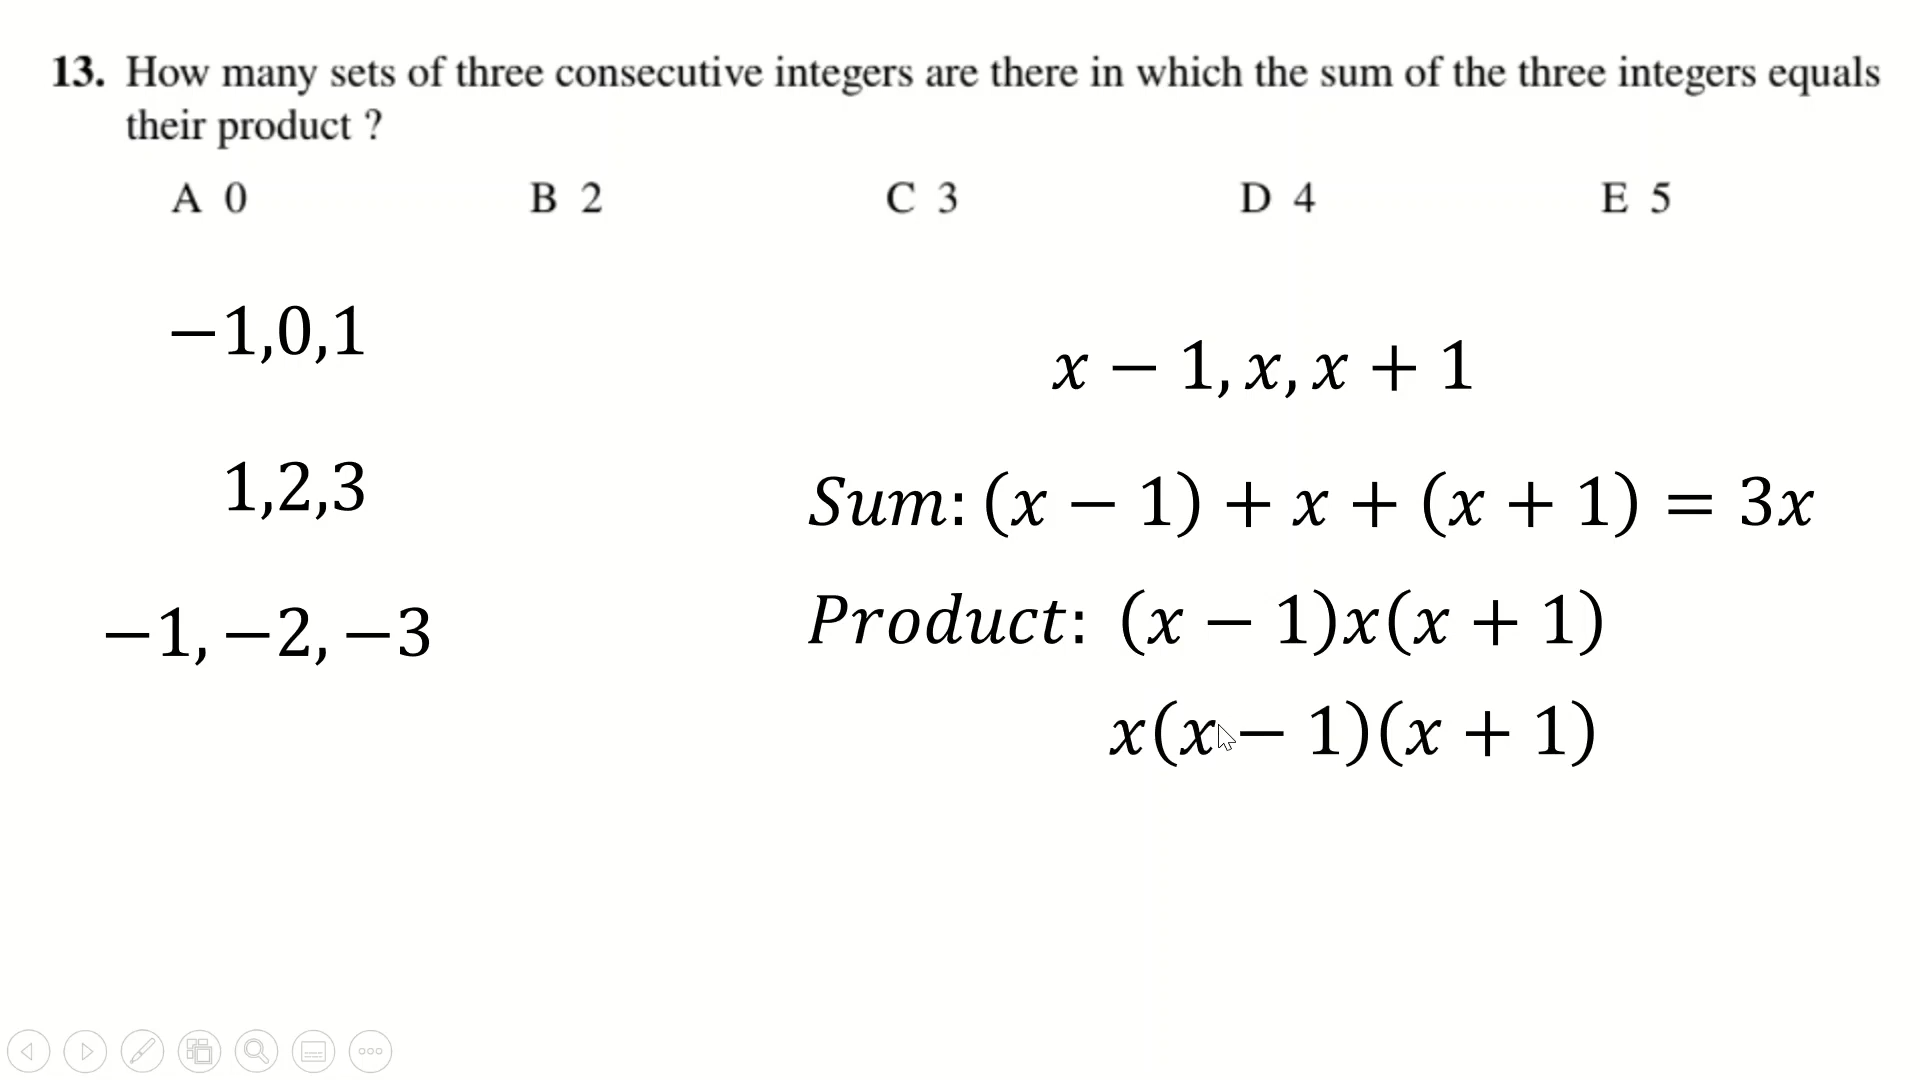 13. How many sets of three consecutive integers are there in which the sum of the three integers equals
their product ?
A 0 B 2 C 3 D 4 E 5
−1,0,1
1,2,3
−1, −2, −3
x − 1, x, x + 1
Sum: (x − 1) + x + (x + 1) = 3x
Product: (x − 1)x(x + 1)
x(x − 1)(x + 1)